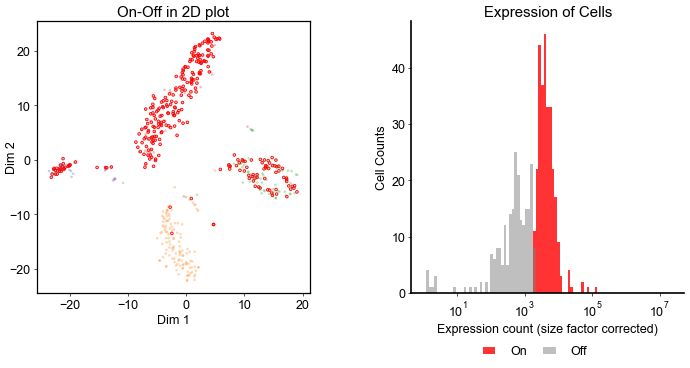 On-Off in 2D plot
20
10
0
−10
−20
Dim 2
−20 −10 0 10 20
Dim 1
Expression of Cells
40
30
20
10
0
Cell Counts
10^1 10^3 10^5 10^7
Expression count (size factor corrected)
On Off